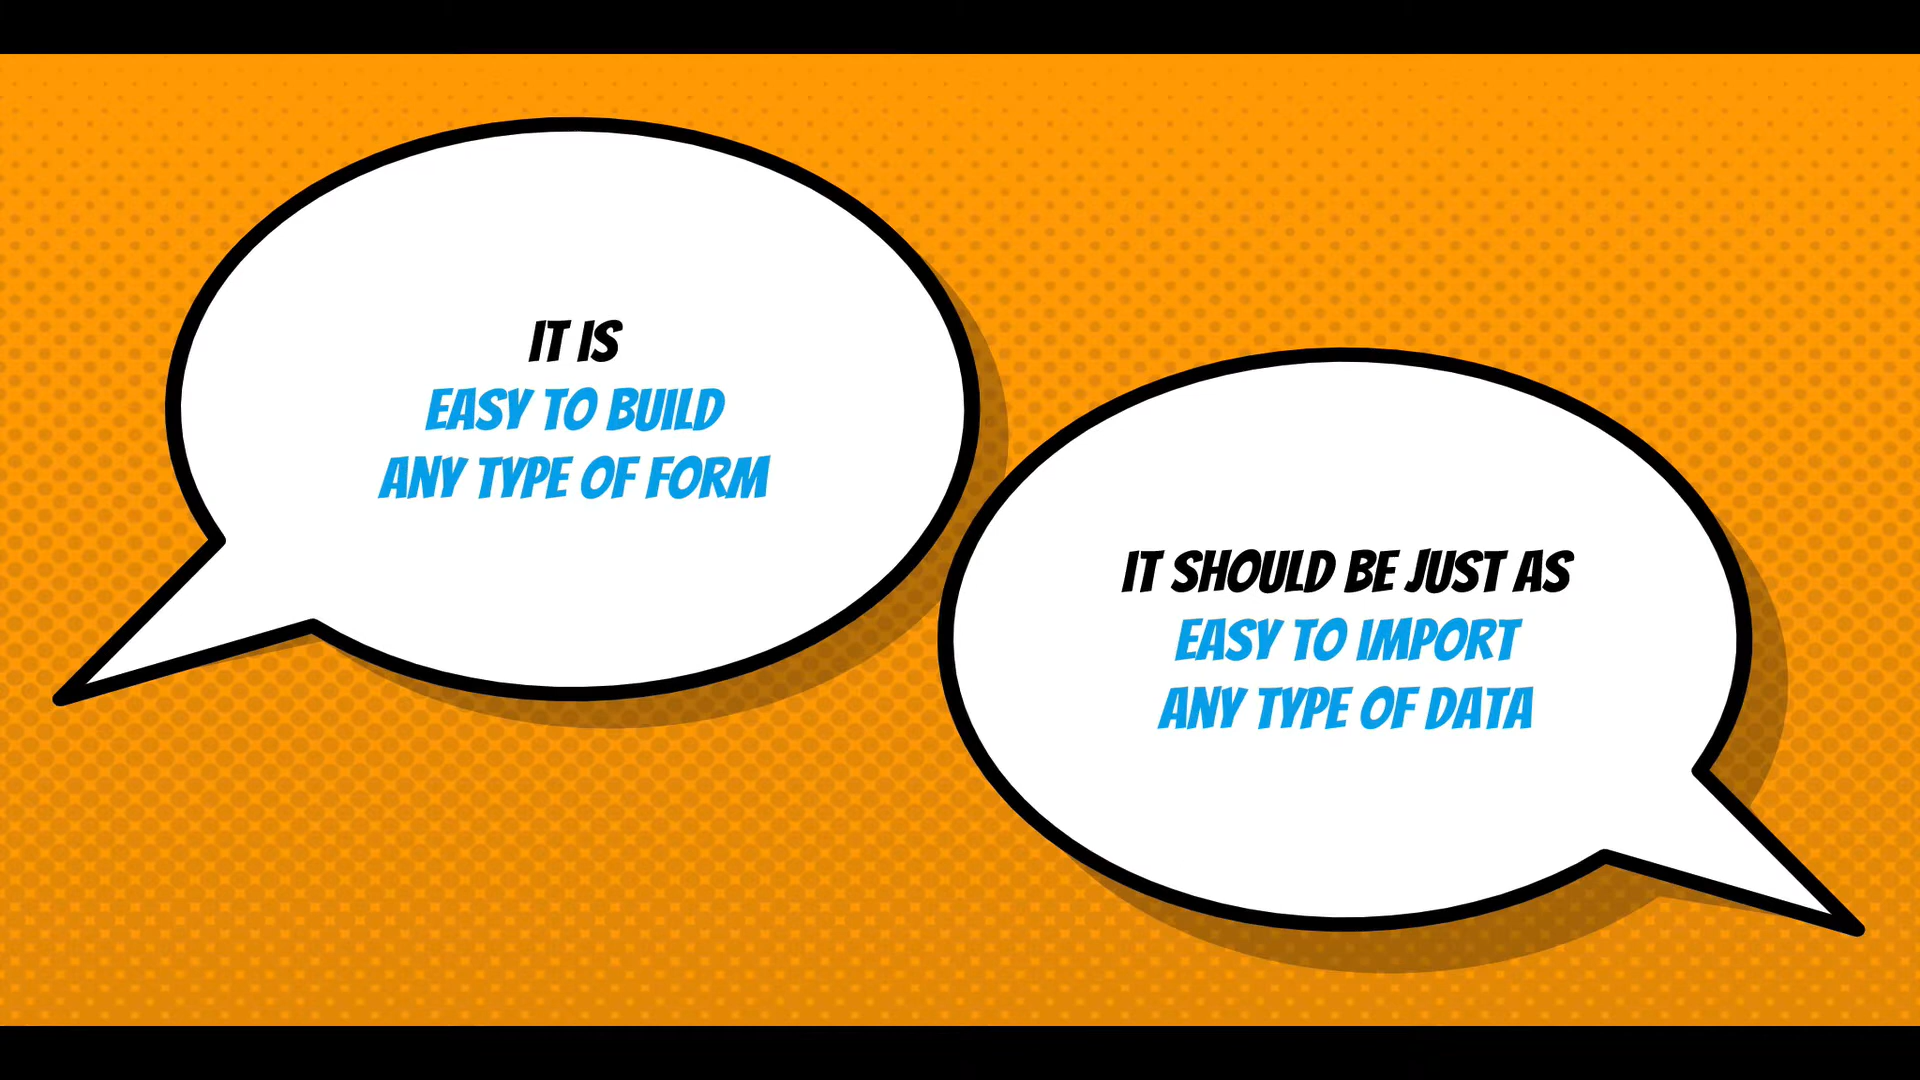 IT IS
EASY TO BUILD
ANY TYPE OF FORM
IT SHOULD BE JUST AS
EASY TO IMPORT
ANY TYPE OF DATA